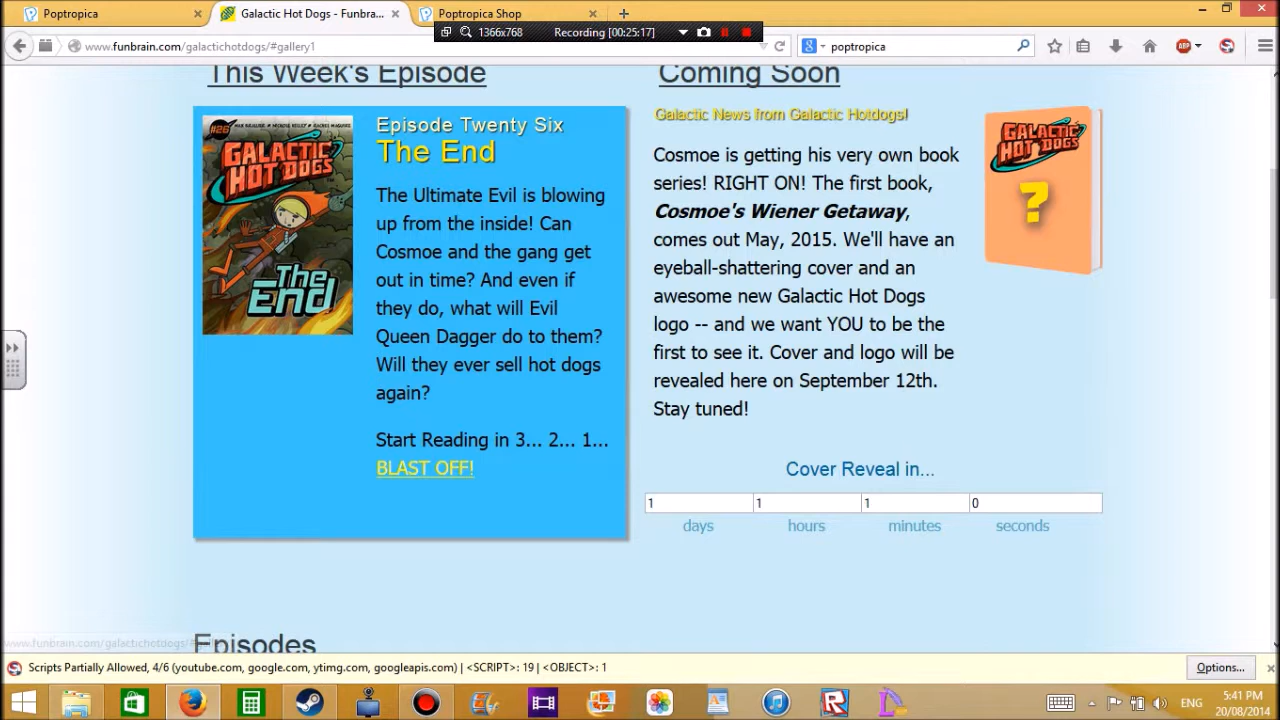 Poptropica
Galactic Hot Dogs - Funbra...
Poptropica Shop
1366x768
Recording [00:25:17]
www.funbrain.com/galactichotdogs/#gallery1
poptropica
ABP
This Week's Episode
Coming Soon
#26
GALACTIC
HOT DOGS
The
End
Episode Twenty Six
The End
The Ultimate Evil is blowing
up from the inside! Can
Cosmoe and the gang get
out in time? And even if
they do, what will Evil
Queen Dagger do to them?
Will they ever sell hot dogs
again?
Start Reading in 3... 2... 1...
BLAST OFF!
Galactic News from Galactic Hotdogs!
Cosmoe is getting his very own book
series! RIGHT ON! The first book,
Cosmoe's Wiener Getaway,
comes out May, 2015. We'll have an
eyeball-shattering cover and an
awesome new Galactic Hot Dogs
logo -- and we want YOU to be the
first to see it. Cover and logo will be
revealed here on September 12th.
Stay tuned!
GALACTIC
HOT DOGS
?
Cover Reveal in...
1 1 1 0
days hours minutes seconds
Episodes
www.funbrain.com/galactichotdogs/
Scripts Partially Allowed, 4/6 (youtube.com, google.com, ytimg.com, googleapis.com) | <SCRIPT>: 19 | <OBJECT>: 1
Options...
ENG
5:41 PM
20/08/2014